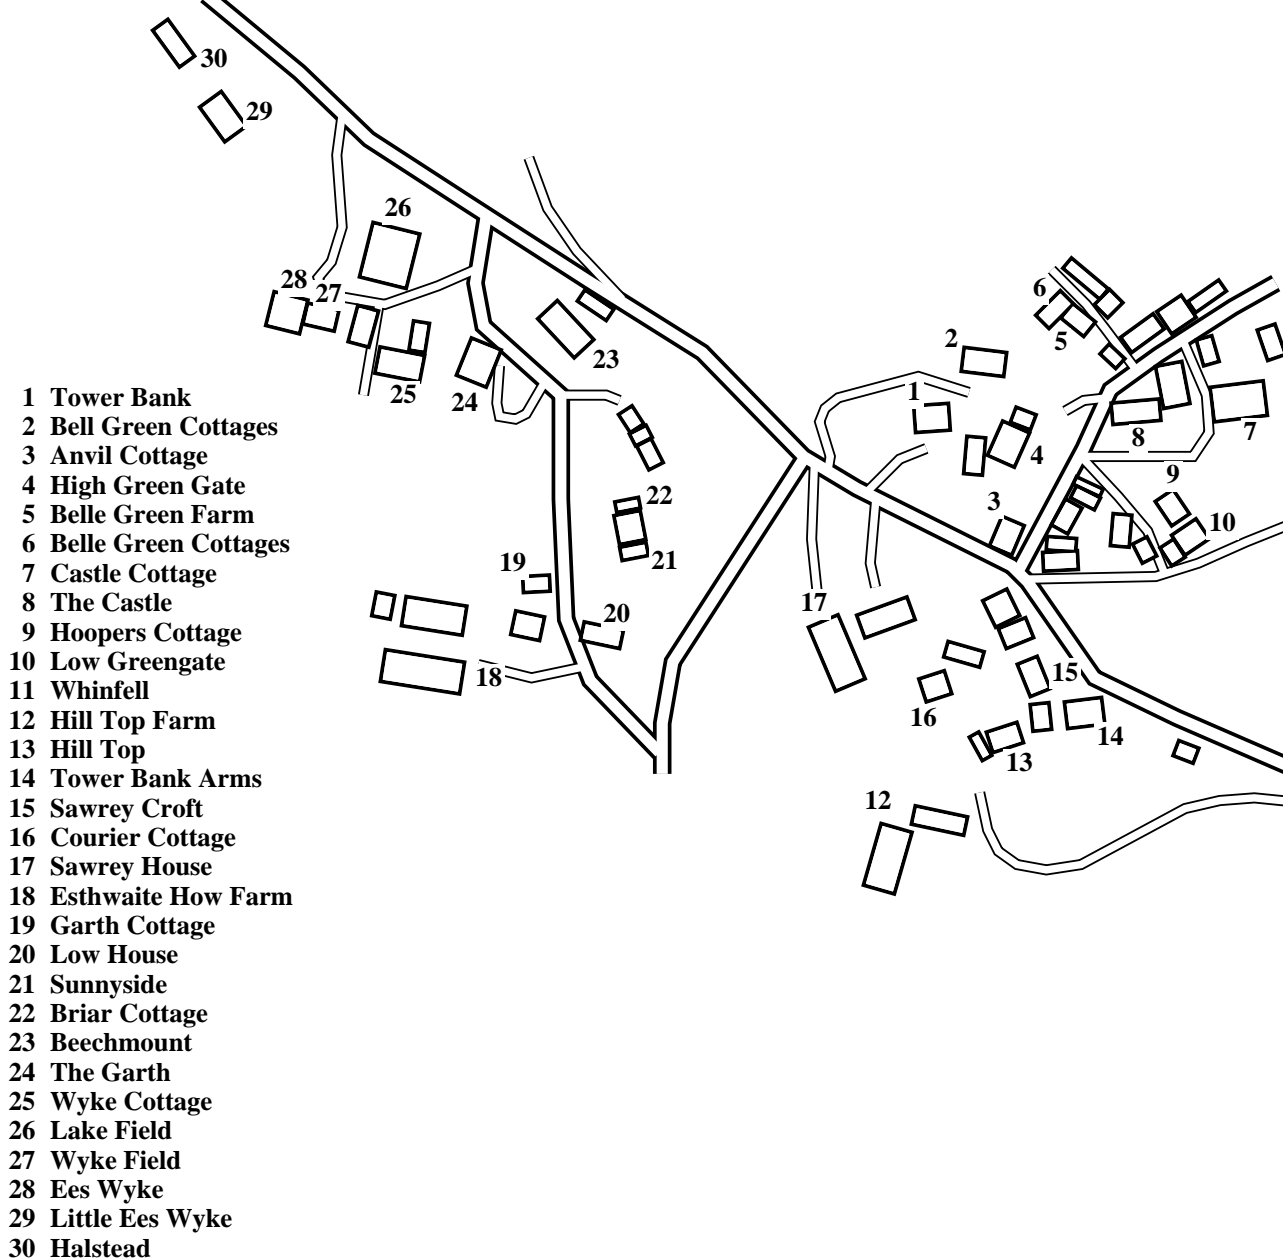 30
29
26
28
27
6
2
5
23
25
24
1
8
7
4
9
3
10
22
21
19
20
17
18
15
16
14
13
12
1 Tower Bank
2 Bell Green Cottages
3 Anvil Cottage
4 High Green Gate
5 Belle Green Farm
6 Belle Green Cottages
7 Castle Cottage
8 The Castle
9 Hoopers Cottage
10 Low Greengate
11 Whinfell
12 Hill Top Farm
13 Hill Top
14 Tower Bank Arms
15 Sawrey Croft
16 Courier Cottage
17 Sawrey House
18 Esthwaite How Farm
19 Garth Cottage
20 Low House
21 Sunnyside
22 Briar Cottage
23 Beechmount
24 The Garth
25 Wyke Cottage
26 Lake Field
27 Wyke Field
28 Ees Wyke
29 Little Ees Wyke
30 Halstead